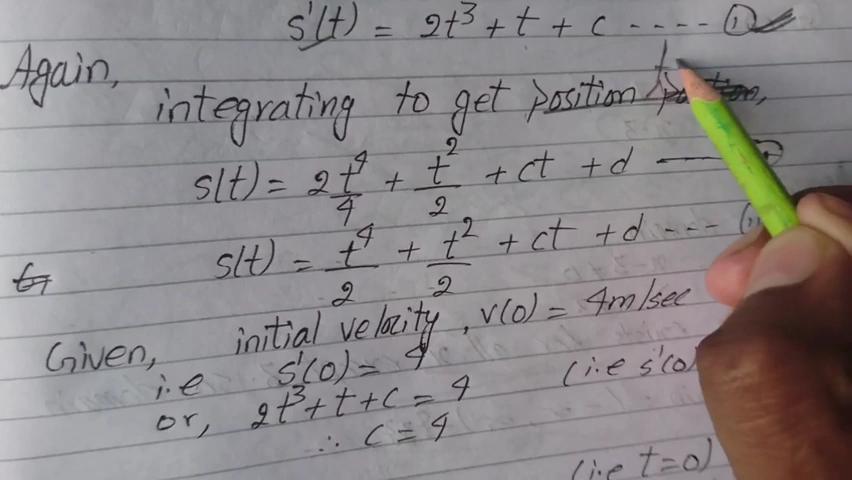 s'(t) = 2t³ + t + c ---- ①
Again,
integrating to get position
s(t) = 2t⁴/4 + t²/2 + ct + d
s(t) = t⁴/2 + t²/2 + ct + d ---
Given, initial velocity, v(0) = 4m/sec
i.e s'(0) = 4 (i.e s'(0)
or, 2t³ + t + c = 4
∴ c = 4
(i.e t=0)